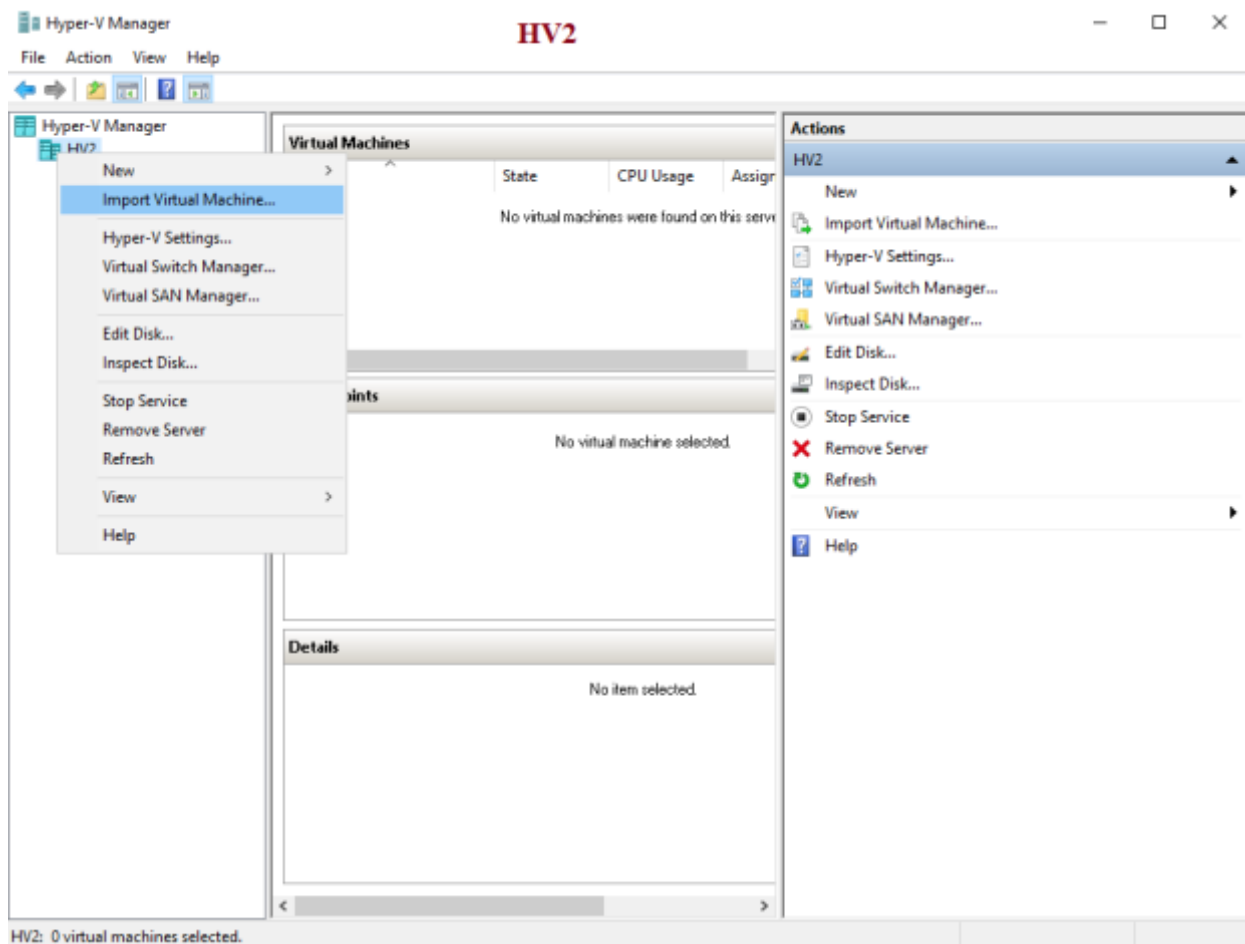 Hyper-V Manager
HV2
File Action View Help
Hyper-V Manager
HV2
New
Import Virtual Machine...
Hyper-V Settings...
Virtual Switch Manager...
Virtual SAN Manager...
Edit Disk...
Inspect Disk...
Stop Service
Remove Server
Refresh
View
Help
Virtual Machines
State CPU Usage Assigr
No virtual machines were found on this serve
oints
No virtual machine selected.
Details
No item selected.
Actions
HV2
New
Import Virtual Machine...
Hyper-V Settings...
Virtual Switch Manager...
Virtual SAN Manager...
Edit Disk...
Inspect Disk...
Stop Service
Remove Server
Refresh
View
Help
HV2: 0 virtual machines selected.